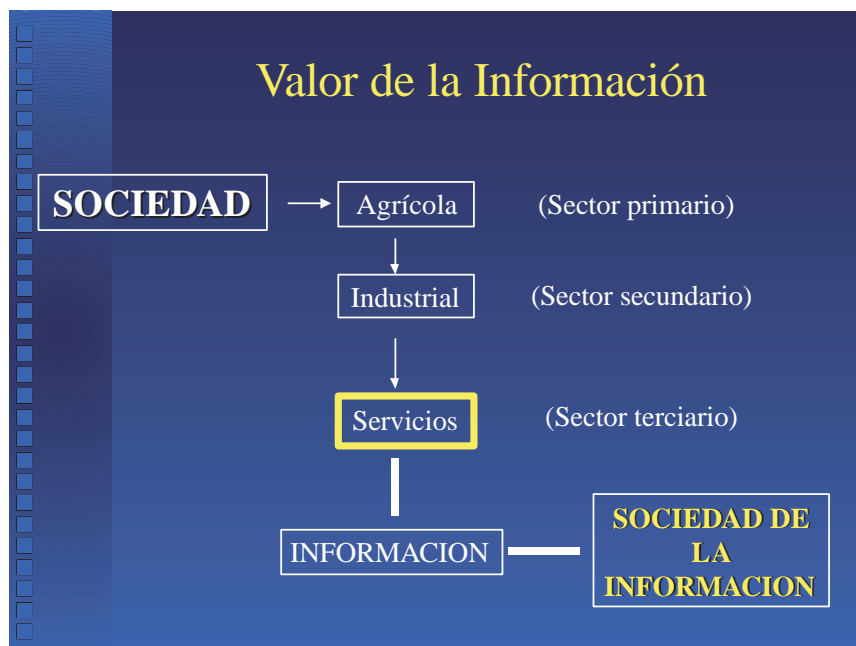 Valor de la Información
SOCIEDAD
Agrícola
(Sector primario)
Industrial
(Sector secundario)
Servicios
(Sector terciario)
INFORMACION
SOCIEDAD DE
LA
INFORMACION